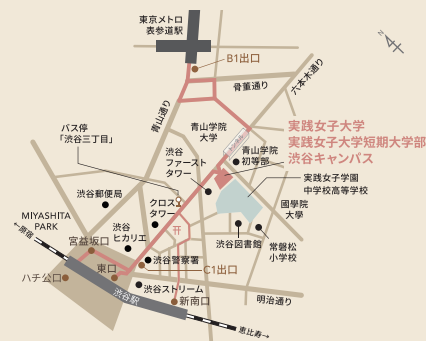 東京メトロ
表参道駅
B1出口
骨董通り
六本木通り
青山通り
バス停
「渋谷三丁目」
青山学院
大学
トンネル
実践女子大学
実践女子大学短期大学部
渋谷キャンパス
青山学院
初等部
渋谷
ファースト
タワー
実践女子学園
中学校高等学校
渋谷郵便局
クロス
タワー
國學院
大學
MIYASHITA
PARK
渋谷
ヒカリエ
宮益坂口
渋谷図書館
常磐松
小学校
←原宿
渋谷警察署
東口
C1出口
ハチ公口
渋谷ストリーム
渋谷駅
新南口
明治通り
恵比寿→
N